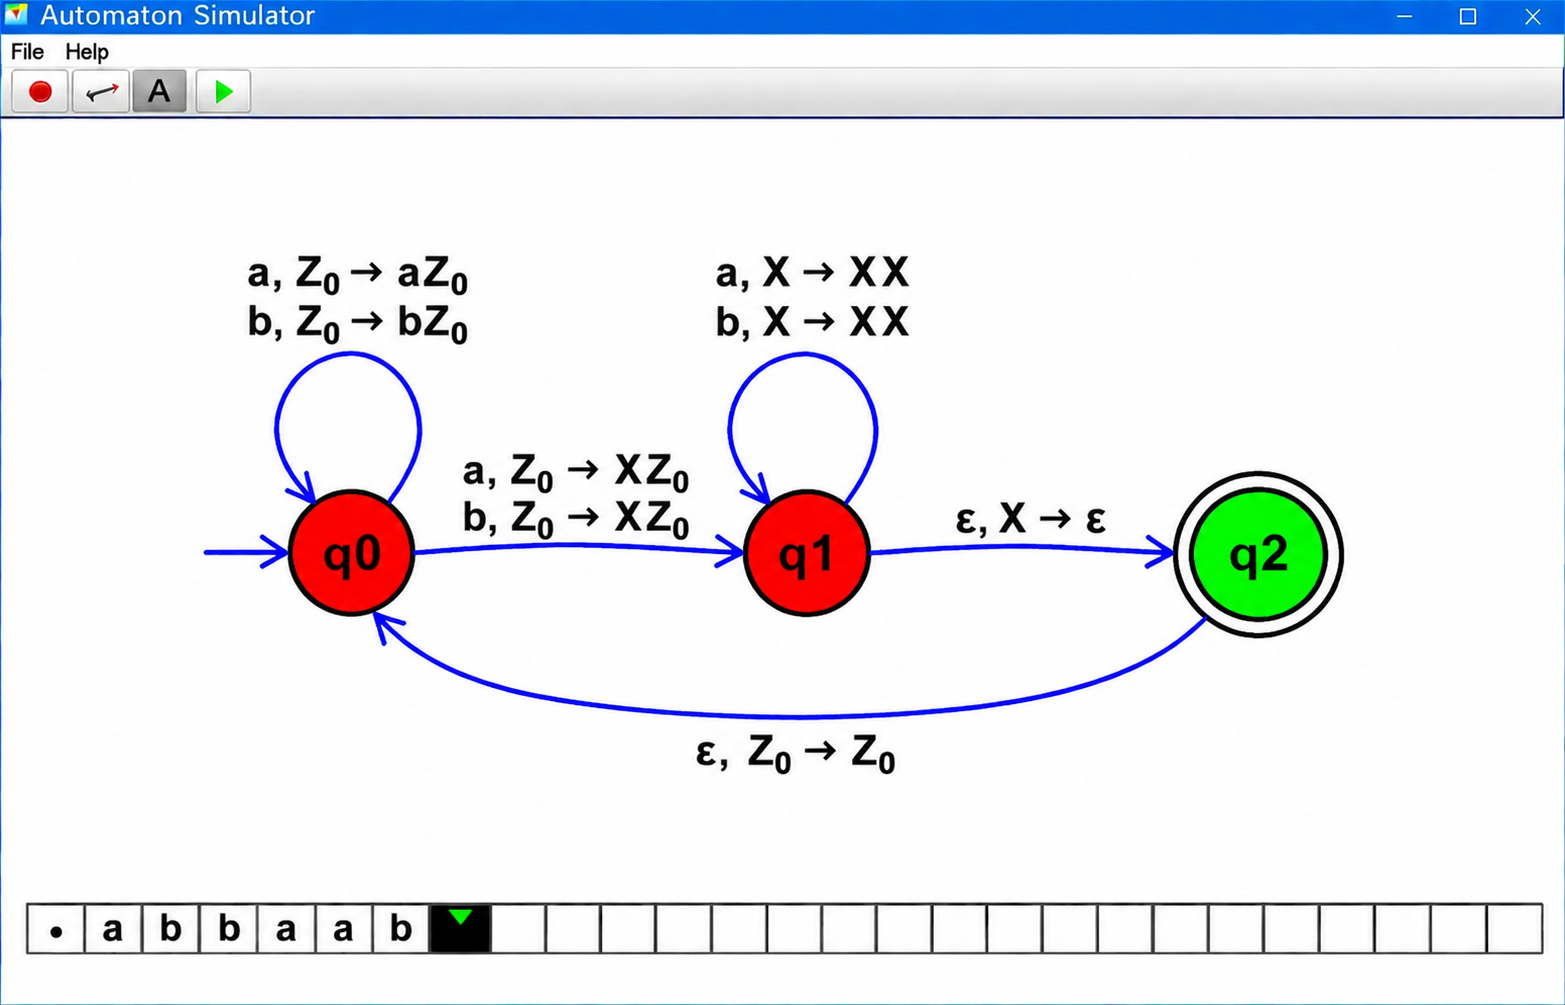 Automaton Simulator
File Help
A
a, Z₀ → aZ₀
b, Z₀ → bZ₀
a, X → XX
b, X → XX
a, Z₀ → XZ₀
b, Z₀ → XZ₀
ε, X → ε
q0
q1
q2
ε, Z₀ → Z₀
• a b b a a b